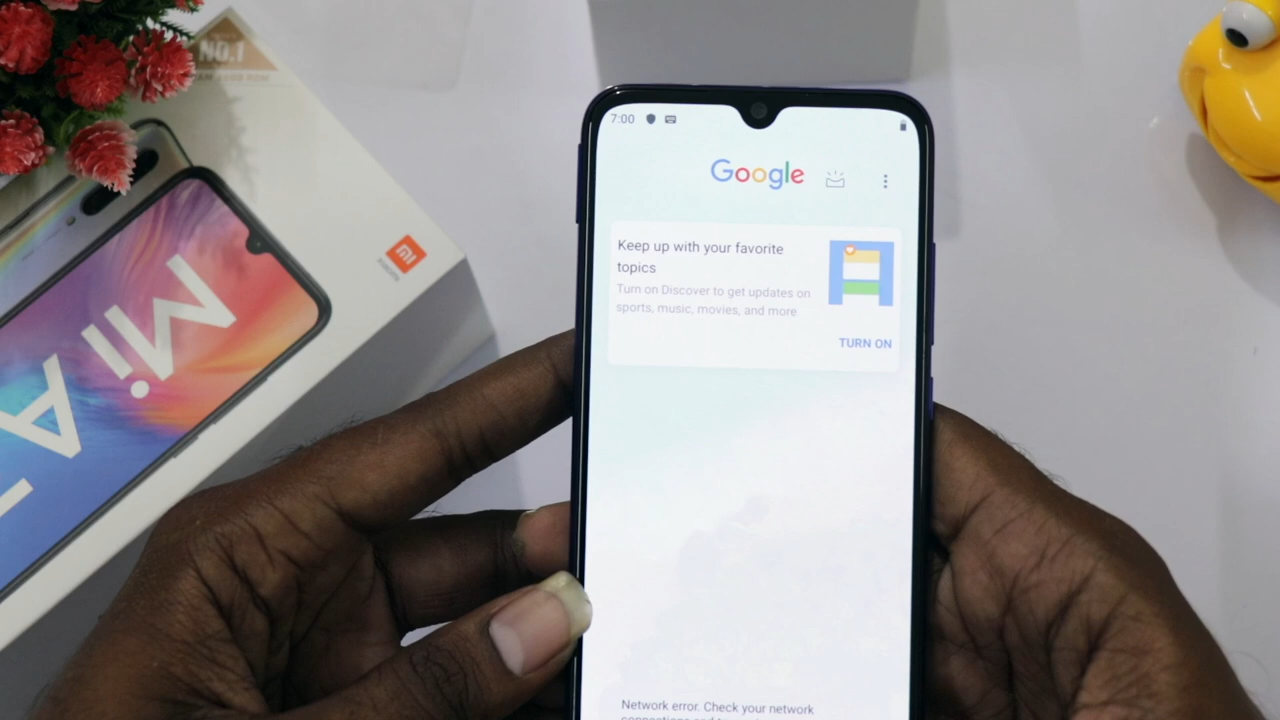 NO.1
Mi
A
7:00
Google
Keep up with your favorite
topics
Turn on Discover to get updates on
sports, music, movies, and more
TURN ON
Network error. Check your network